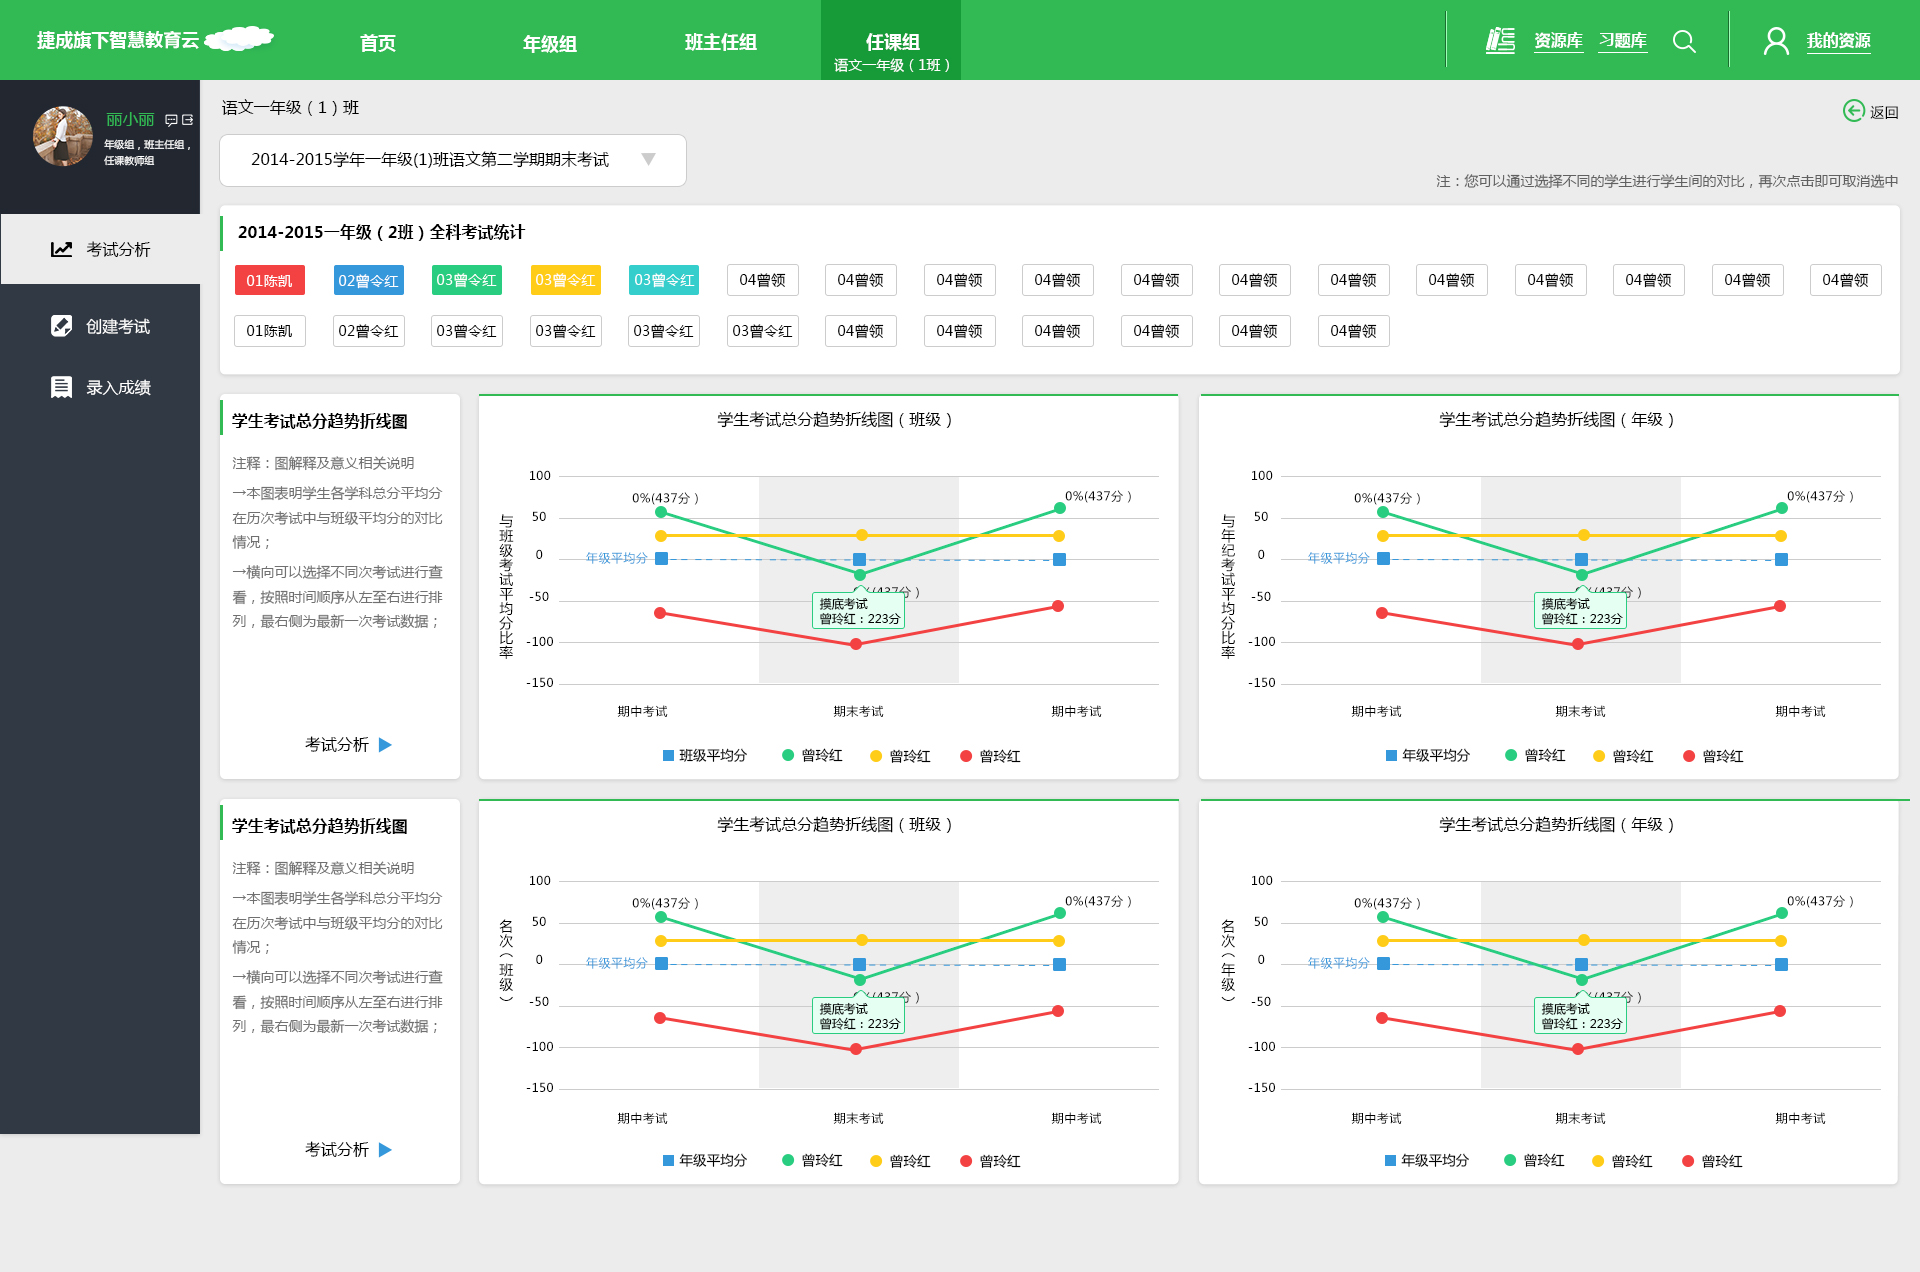 捷成旗下智慧教育云
首页
年级组
班主任组
任课组
语文一年级（1班）
资源库
习题库
我的资源
丽小丽
年级组，班主任组，
任课教师组
考试分析
创建考试
录入成绩
语文一年级（1）班
返回
2014-2015学年一年级(1)班语文第二学期期末考试
注：您可以通过选择不同的学生进行学生间的对比，再次点击即可取消选中
2014-2015一年级（2班）全科考试统计
01陈凯 02曾令红 03曾令红 03曾令红 03曾令红 04曾领 04曾领 04曾领 04曾领 04曾领 04曾领 04曾领 04曾领 04曾领 04曾领 04曾领 04曾领
01陈凯 02曾令红 03曾令红 03曾令红 03曾令红 03曾令红 04曾领 04曾领 04曾领 04曾领 04曾领 04曾领
学生考试总分趋势折线图
注释：图解释及意义相关说明
→本图表明学生各学科总分平均分
在历次考试中与班级平均分的对比
情况；
→横向可以选择不同次考试进行查
看，按照时间顺序从左至右进行排
列，最右侧为最新一次考试数据；
考试分析
学生考试总分趋势折线图（班级）
与班级考试平均分比率
100
50
0
-50
-100
-150
0%(437分）
0%(437分）
年级平均分
(437分）
摸底考试
曾玲红：223分
期中考试 期末考试 期中考试
班级平均分 曾玲红 曾玲红 曾玲红
学生考试总分趋势折线图（年级）
与年纪考试平均分比率
100
50
0
-50
-100
-150
0%(437分）
0%(437分）
年级平均分
(437分）
摸底考试
曾玲红：223分
期中考试 期末考试 期中考试
年级平均分 曾玲红 曾玲红 曾玲红
学生考试总分趋势折线图
注释：图解释及意义相关说明
→本图表明学生各学科总分平均分
在历次考试中与班级平均分的对比
情况；
→横向可以选择不同次考试进行查
看，按照时间顺序从左至右进行排
列，最右侧为最新一次考试数据；
考试分析
学生考试总分趋势折线图（班级）
名次（班级）
100
50
0
-50
-100
-150
0%(437分）
0%(437分）
年级平均分
(437分）
摸底考试
曾玲红：223分
期中考试 期末考试 期中考试
年级平均分 曾玲红 曾玲红 曾玲红
学生考试总分趋势折线图（年级）
名次（年级）
100
50
0
-50
-100
-150
0%(437分）
0%(437分）
年级平均分
(437分）
摸底考试
曾玲红：223分
期中考试 期末考试 期中考试
年级平均分 曾玲红 曾玲红 曾玲红